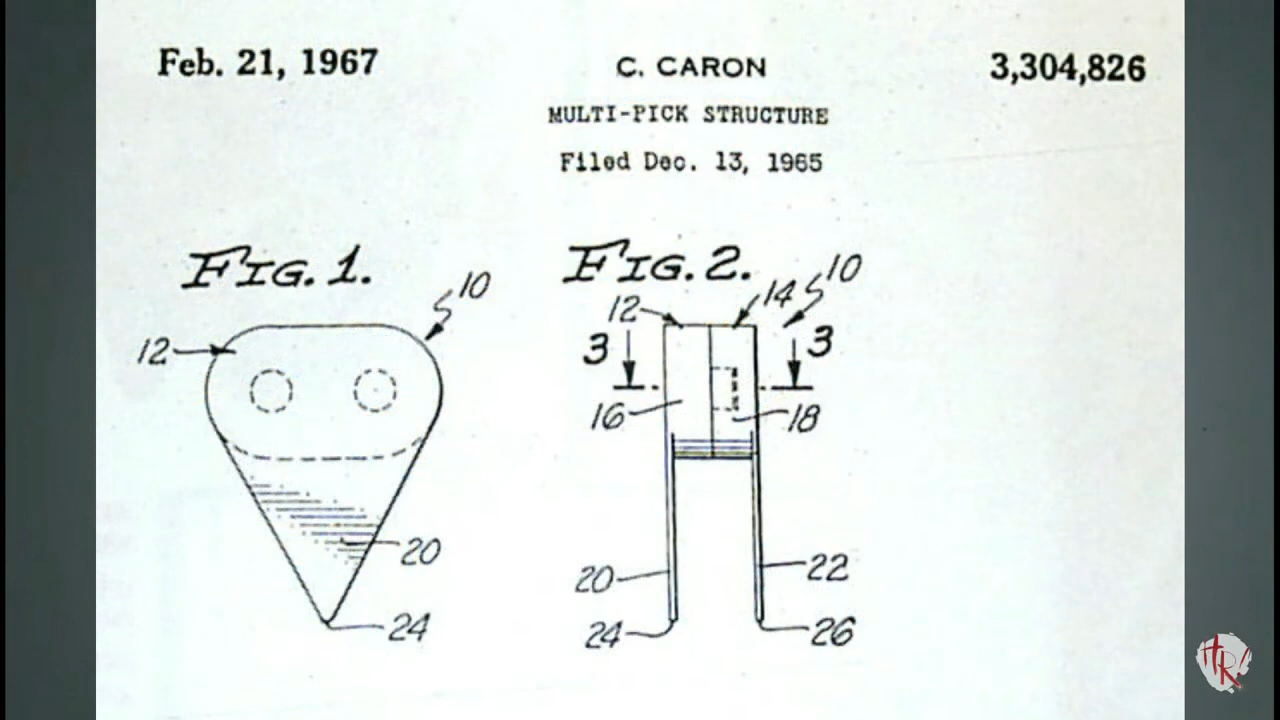 Feb. 21, 1967
C. CARON
3,304,826
MULTI-PICK STRUCTURE
Filed Dec. 13, 1965
FIG. 1.
10
12
20
24
FIG. 2.
12
14
10
3
3
16
18
20
22
24
26
HR!